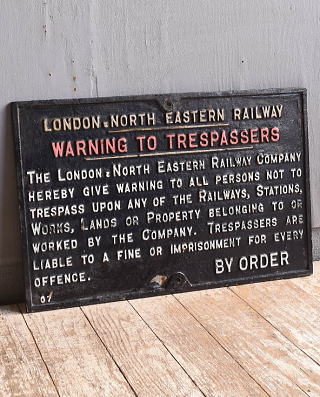 LONDON & NORTH EASTERN RAILWAY
WARNING TO TRESPASSERS
THE LONDON & NORTH EASTERN RAILWAY COMPANY
HEREBY GIVE WARNING TO ALL PERSONS NOT TO
TRESPASS UPON ANY OF THE RAILWAYS, STATIONS,
WORKS, LANDS OR PROPERTY BELONGING TO OR
WORKED BY THE COMPANY. TRESPASSERS ARE
LIABLE TO A FINE OR IMPRISONMENT FOR EVERY
OFFENCE.
BY ORDER